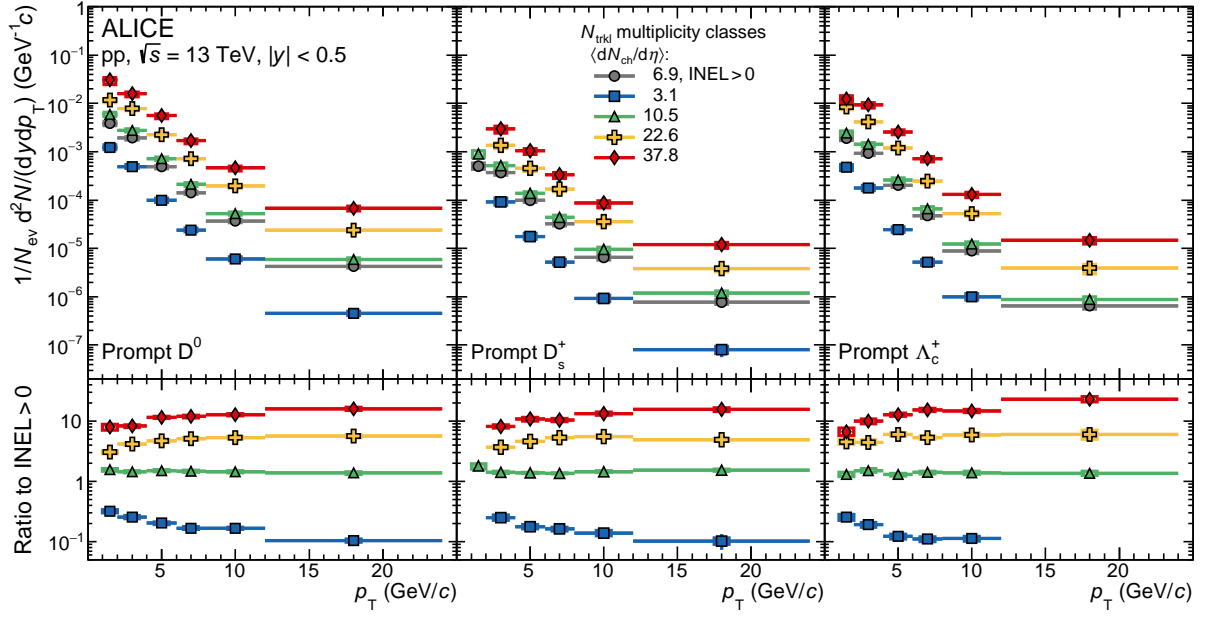 ALICE
pp, √s = 13 TeV, |y| < 0.5
N_trkl multiplicity classes
⟨dN_ch/dη⟩:
6.9, INEL > 0
3.1
10.5
22.6
37.8
1/N_ev d²N/(dydp_T) (GeV⁻¹c)
1
10⁻¹
10⁻²
10⁻³
10⁻⁴
10⁻⁵
10⁻⁶
10⁻⁷
Prompt D⁰
Prompt D_s⁺
Prompt Λ_c⁺
Ratio to INEL > 0
10
1
10⁻¹
5 10 15 20
5 10 15 20
5 10 15 20
p_T (GeV/c)
p_T (GeV/c)
p_T (GeV/c)